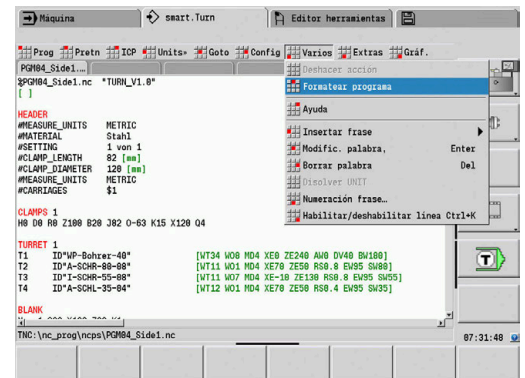 Máquina
smart.Turn
Editor herramientas
Prog Pretn ICP Units» Goto Config Varios Extras Gráf.
PGM04_Side1....
%PGM04_Side1.nc "TURN_V1.0"
[ ]
HEADER
#MEASURE_UNITS METRIC
#MATERIAL Stahl
#SETTING 1 von 1
#CLAMP_LENGTH 82 [mm]
#CLAMP_DIAMETER 120 [mm]
#MEASURE_UNITS METRIC
#CARRIAGES $1
CLAMPS 1
H0 D0 R0 Z100 B20 J82 O-63 K15 X120 Q4
TURRET 1
T1 ID"WP-Bohrer-40" [WT34 WO8 MD4 XE0 ZE240 AW0 DV40 BW180]
T2 ID"A-SCHR-80-08" [WT11 WO1 MD4 XE70 ZE50 RS0.8 EW95 SW80]
T3 ID"I-SCHR-55-08" [WT11 WO7 MD4 XE-10 ZE130 RS0.8 EW95 SW55]
T4 ID"A-SCHL-35-04" [WT12 WO1 MD4 XE70 ZE50 RS0.4 EW95 SW35]
BLANK
Deshacer acción
Formatear programa
Ayuda
Insertar frase
Modific. palabra, Enter
Borrar palabra Del
Disolver UNIT
Numeración frase…
Habilitar/deshabilitar línea Ctrl+K
TNC:\nc_prog\ncps\PGM04_Side1.nc
T
07:31:48